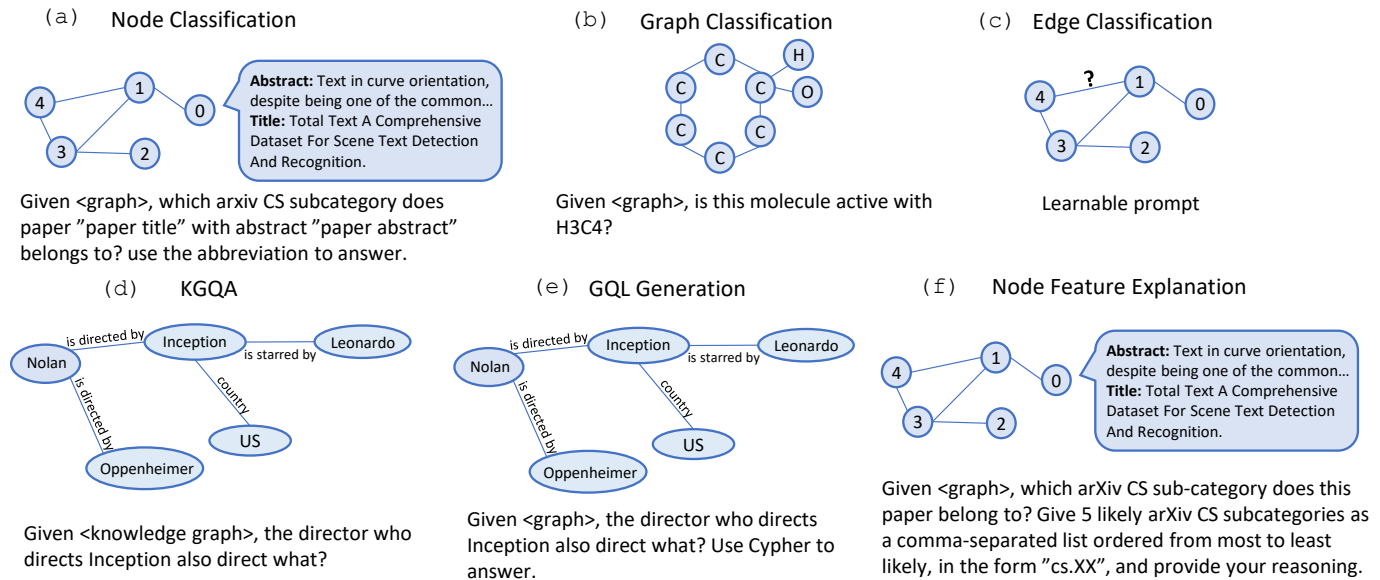 (a) Node Classification
4
1
0
3
2
Abstract: Text in curve orientation,
despite being one of the common...
Title: Total Text A Comprehensive
Dataset For Scene Text Detection
And Recognition.
Given <graph>, which arxiv CS subcategory does
paper ”paper title” with abstract ”paper abstract”
belongs to? use the abbreviation to answer.
(b) Graph Classification
C
H
C
C
O
C
C
C
Given <graph>, is this molecule active with
H3C4?
(c) Edge Classification
?
4
1
0
3
2
Learnable prompt
(d) KGQA
is directed by
Inception
Leonardo
is starred by
Nolan
country
is directed by
US
Oppenheimer
Given <knowledge graph>, the director who
directs Inception also direct what?
(e) GQL Generation
is directed by
Inception
Leonardo
is starred by
Nolan
country
is directed by
US
Oppenheimer
Given <graph>, the director who directs
Inception also direct what? Use Cypher to
answer.
(f) Node Feature Explanation
4
1
0
3
2
Abstract: Text in curve orientation,
despite being one of the common...
Title: Total Text A Comprehensive
Dataset For Scene Text Detection
And Recognition.
Given <graph>, which arXiv CS sub-category does this
paper belong to? Give 5 likely arXiv CS subcategories as
a comma-separated list ordered from most to least
likely, in the form ”cs.XX”, and provide your reasoning.